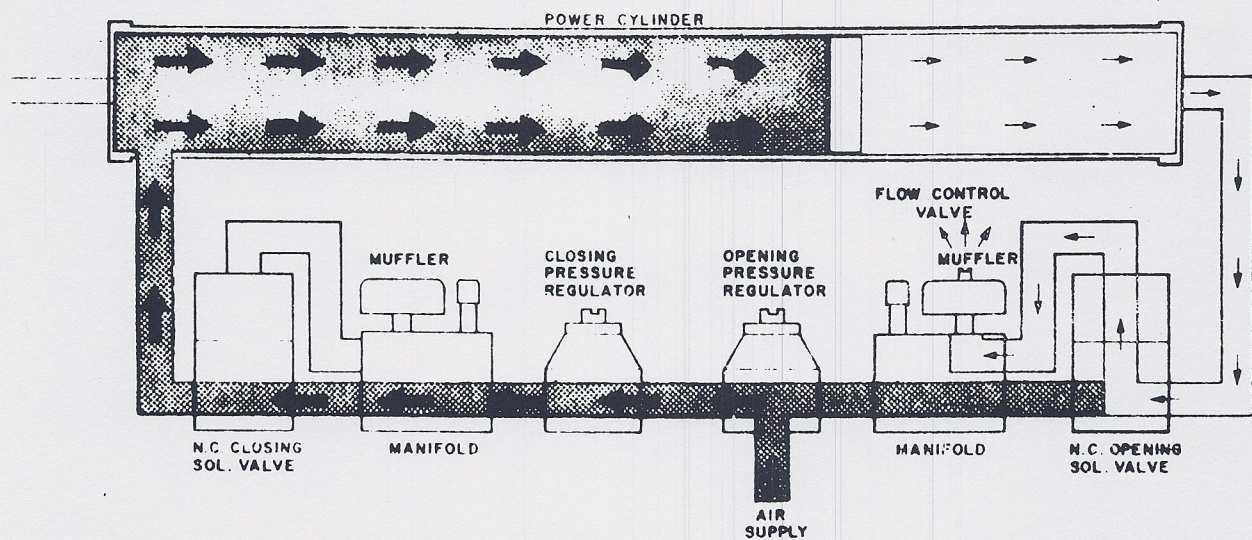 POWER CYLINDER
FLOW CONTROL
VALVE
MUFFLER
CLOSING
PRESSURE
REGULATOR
OPENING
PRESSURE
REGULATOR
MUFFLER
N.C. CLOSING
SOL. VALVE
MANIFOLD
MANIFOLD
N.C. OPENING
SOL. VALVE
AIR
SUPPLY